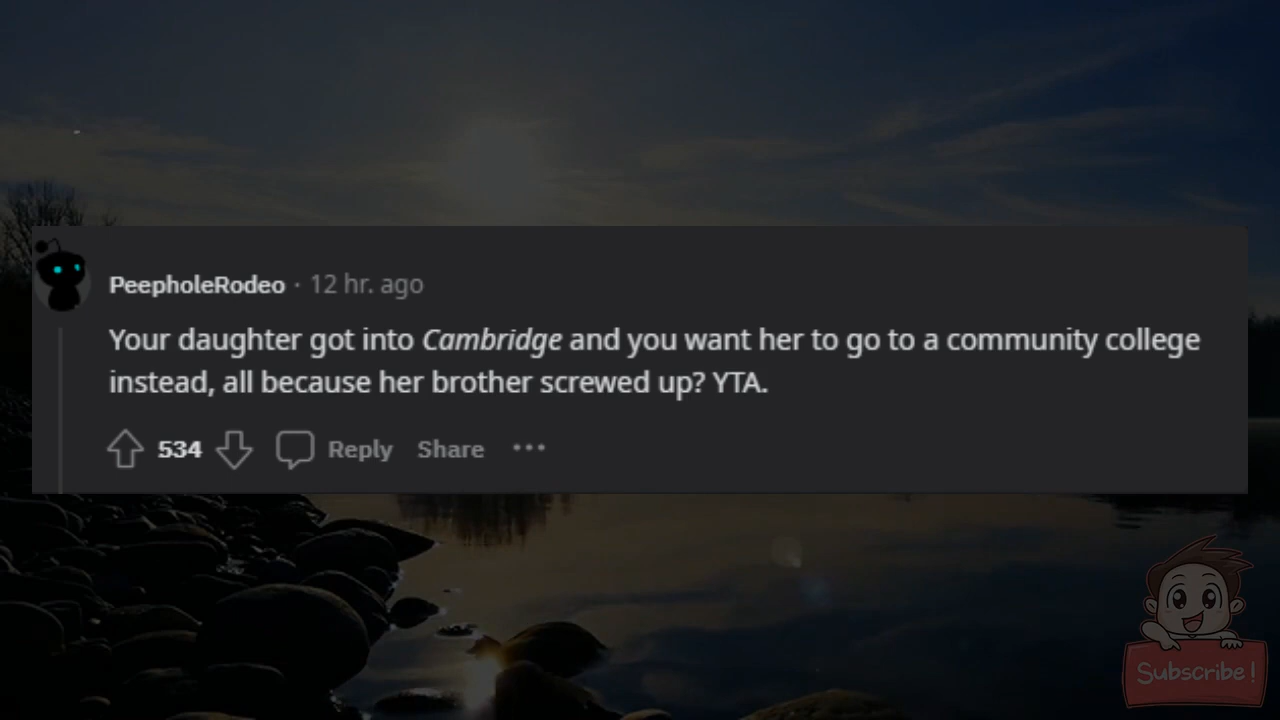 PeepholeRodeo · 12 hr. ago
Your daughter got into Cambridge and you want her to go to a community college
instead, all because her brother screwed up? YTA.
534 Reply Share ···
Subscribe!